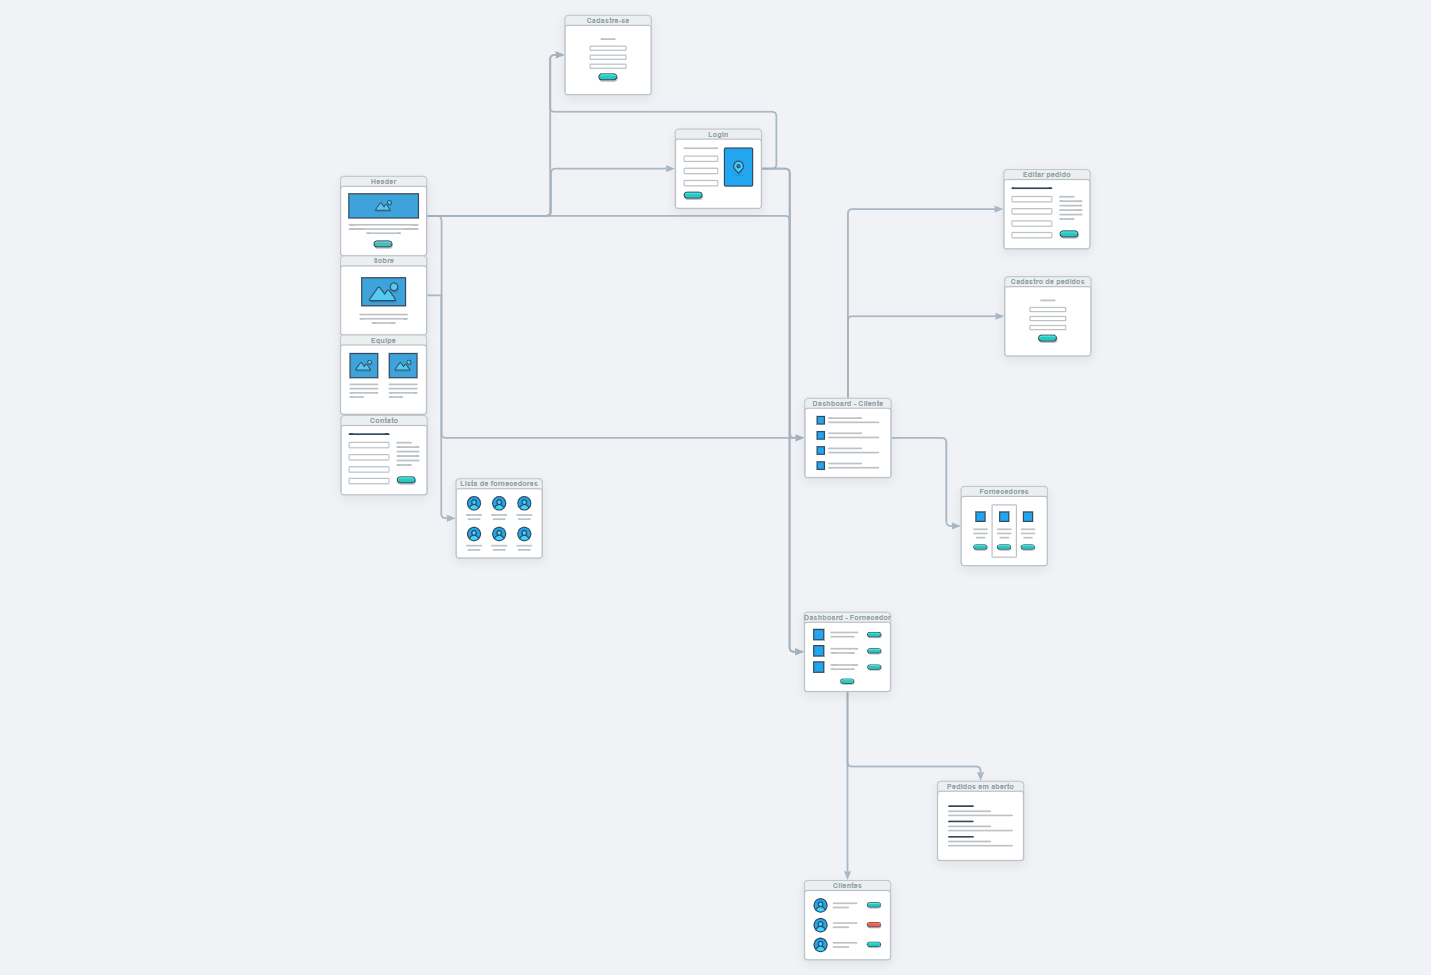 Cadastre-se
Login
Header
Sobre
Equipe
Contato
Lista de fornecedores
Editar pedido
Cadastro de pedidos
Dashboard - Cliente
Fornecedores
Dashboard - Fornecedor
Pedidos em aberto
Clientes